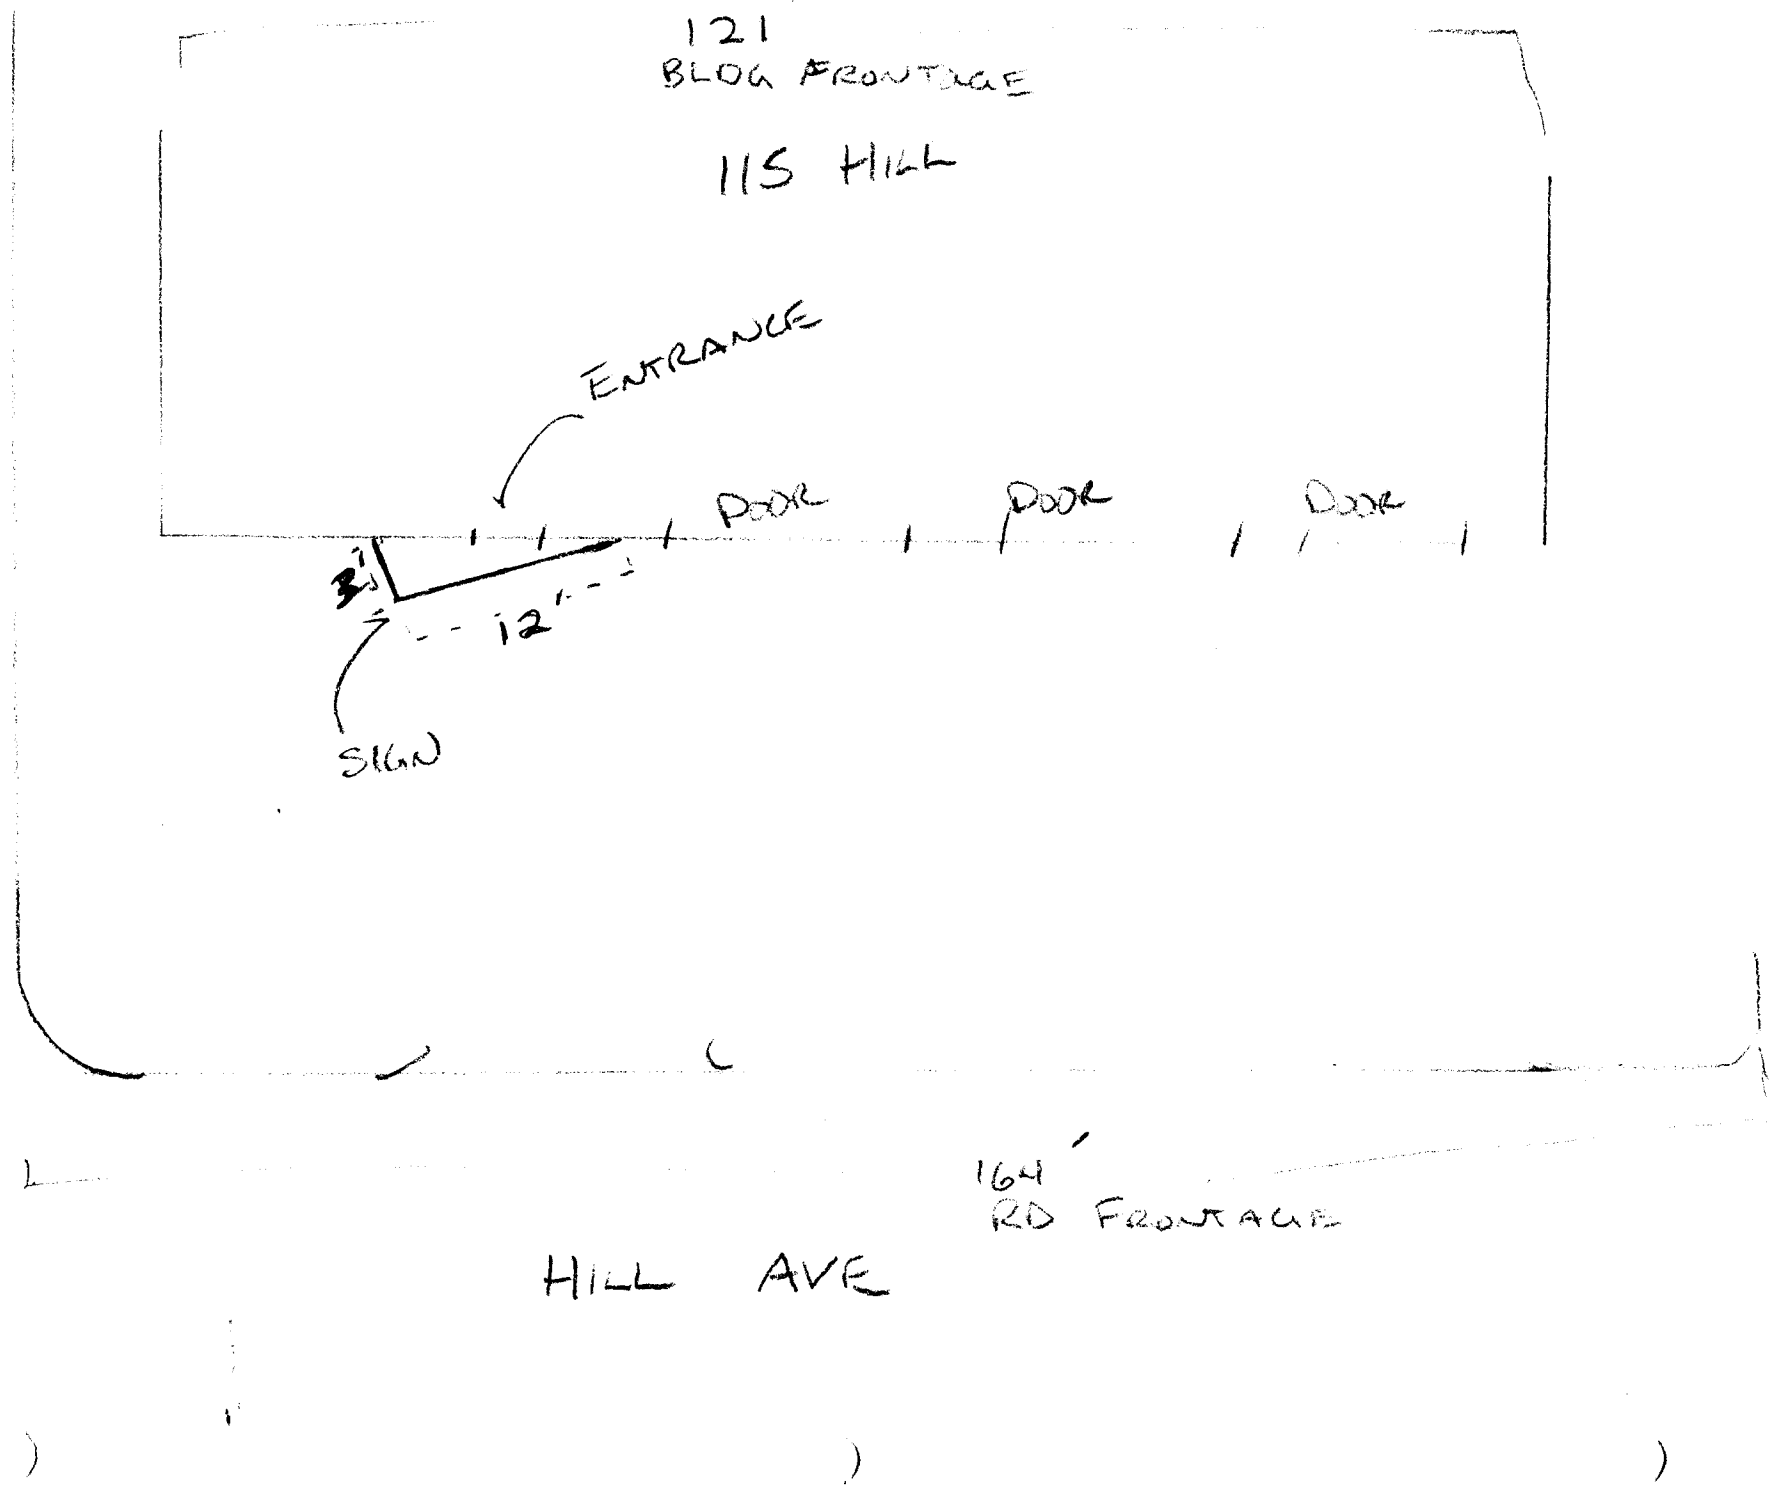 121
BLDG FRONTAGE
115 HILL
ENTRANCE
DOOR DOOR DOOR
3'
12'
SIGN
164'
RD FRONTAGE
HILL AVE